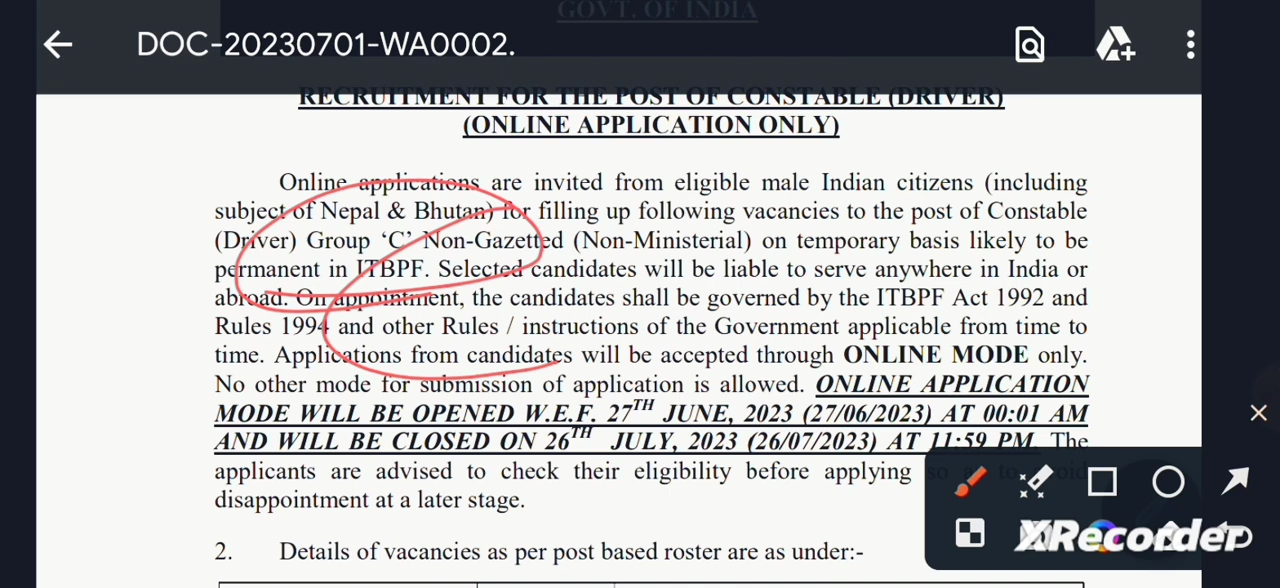 GOVT. OF INDIA
DOC-20230701-WA0002.
RECRUITMENT FOR THE POST OF CONSTABLE (DRIVER)
(ONLINE APPLICATION ONLY)
Online applications are invited from eligible male Indian citizens (including
subject of Nepal & Bhutan) for filling up following vacancies to the post of Constable
(Driver) Group ‘C’ Non-Gazetted (Non-Ministerial) on temporary basis likely to be
permanent in ITBPF. Selected candidates will be liable to serve anywhere in India or
abroad. On appointment, the candidates shall be governed by the ITBPF Act 1992 and
Rules 1994 and other Rules / instructions of the Government applicable from time to
time. Applications from candidates will be accepted through ONLINE MODE only.
No other mode for submission of application is allowed. ONLINE APPLICATION
MODE WILL BE OPENED W.E.F. 27TH JUNE, 2023 (27/06/2023) AT 00:01 AM
AND WILL BE CLOSED ON 26TH JULY, 2023 (26/07/2023) AT 11:59 PM. The
applicants are advised to check their eligibility before applying so as to avoid
disappointment at a later stage.
2. Details of vacancies as per post based roster are as under:-
XRecorder